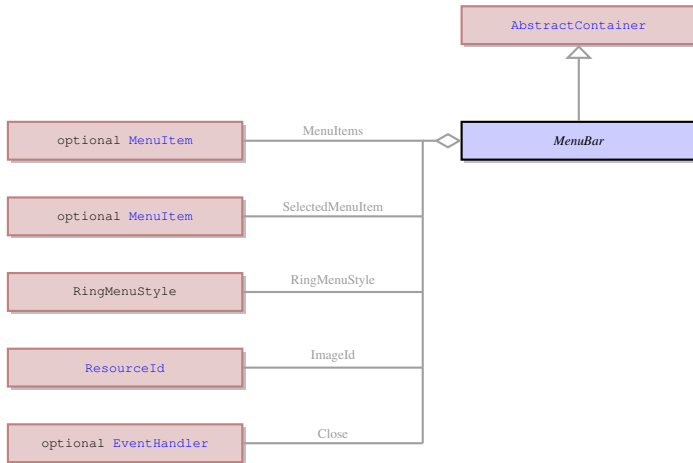 AbstractContainer
optional MenuItem
MenuItems
MenuBar
optional MenuItem
SelectedMenuItem
RingMenuStyle
RingMenuStyle
ResourceId
ImageId
optional EventHandler
Close